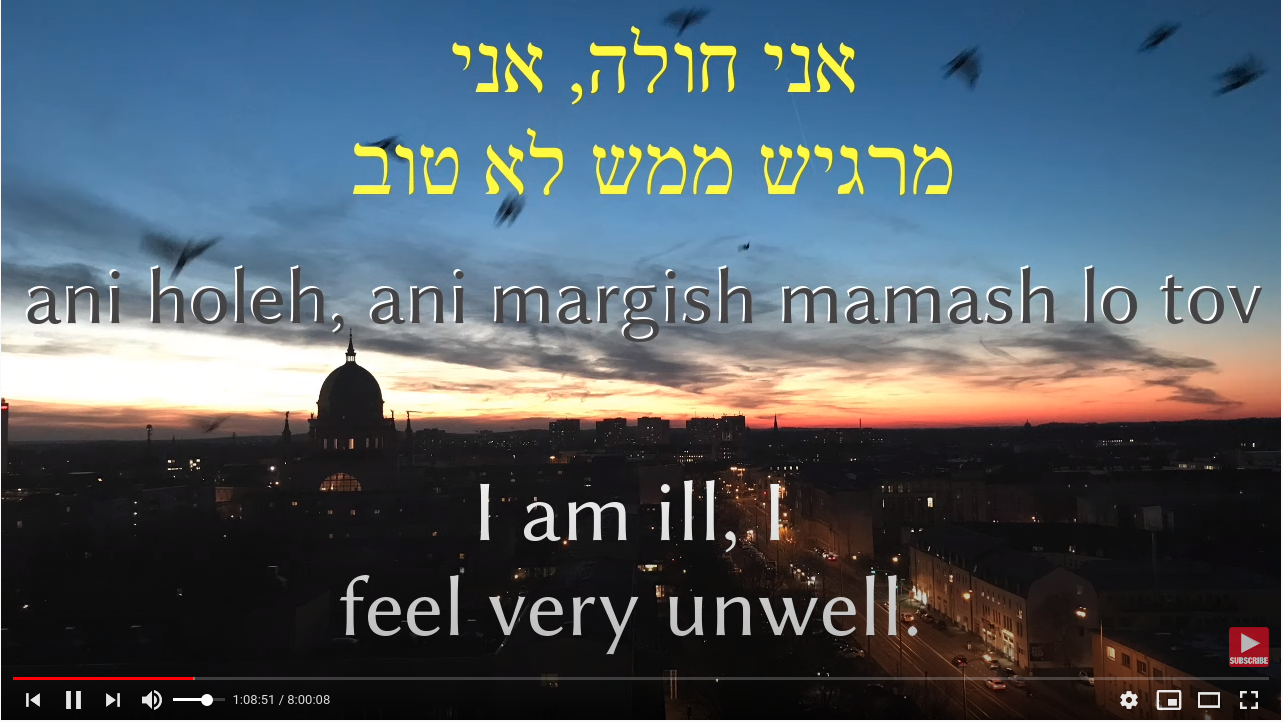 אני חולה, אני
מרגיש ממש לא טוב
ani holeh, ani margish mamash lo tov
I am ill, I
feel very unwell.
SUBSCRIBE
1:08:51 / 8:00:08